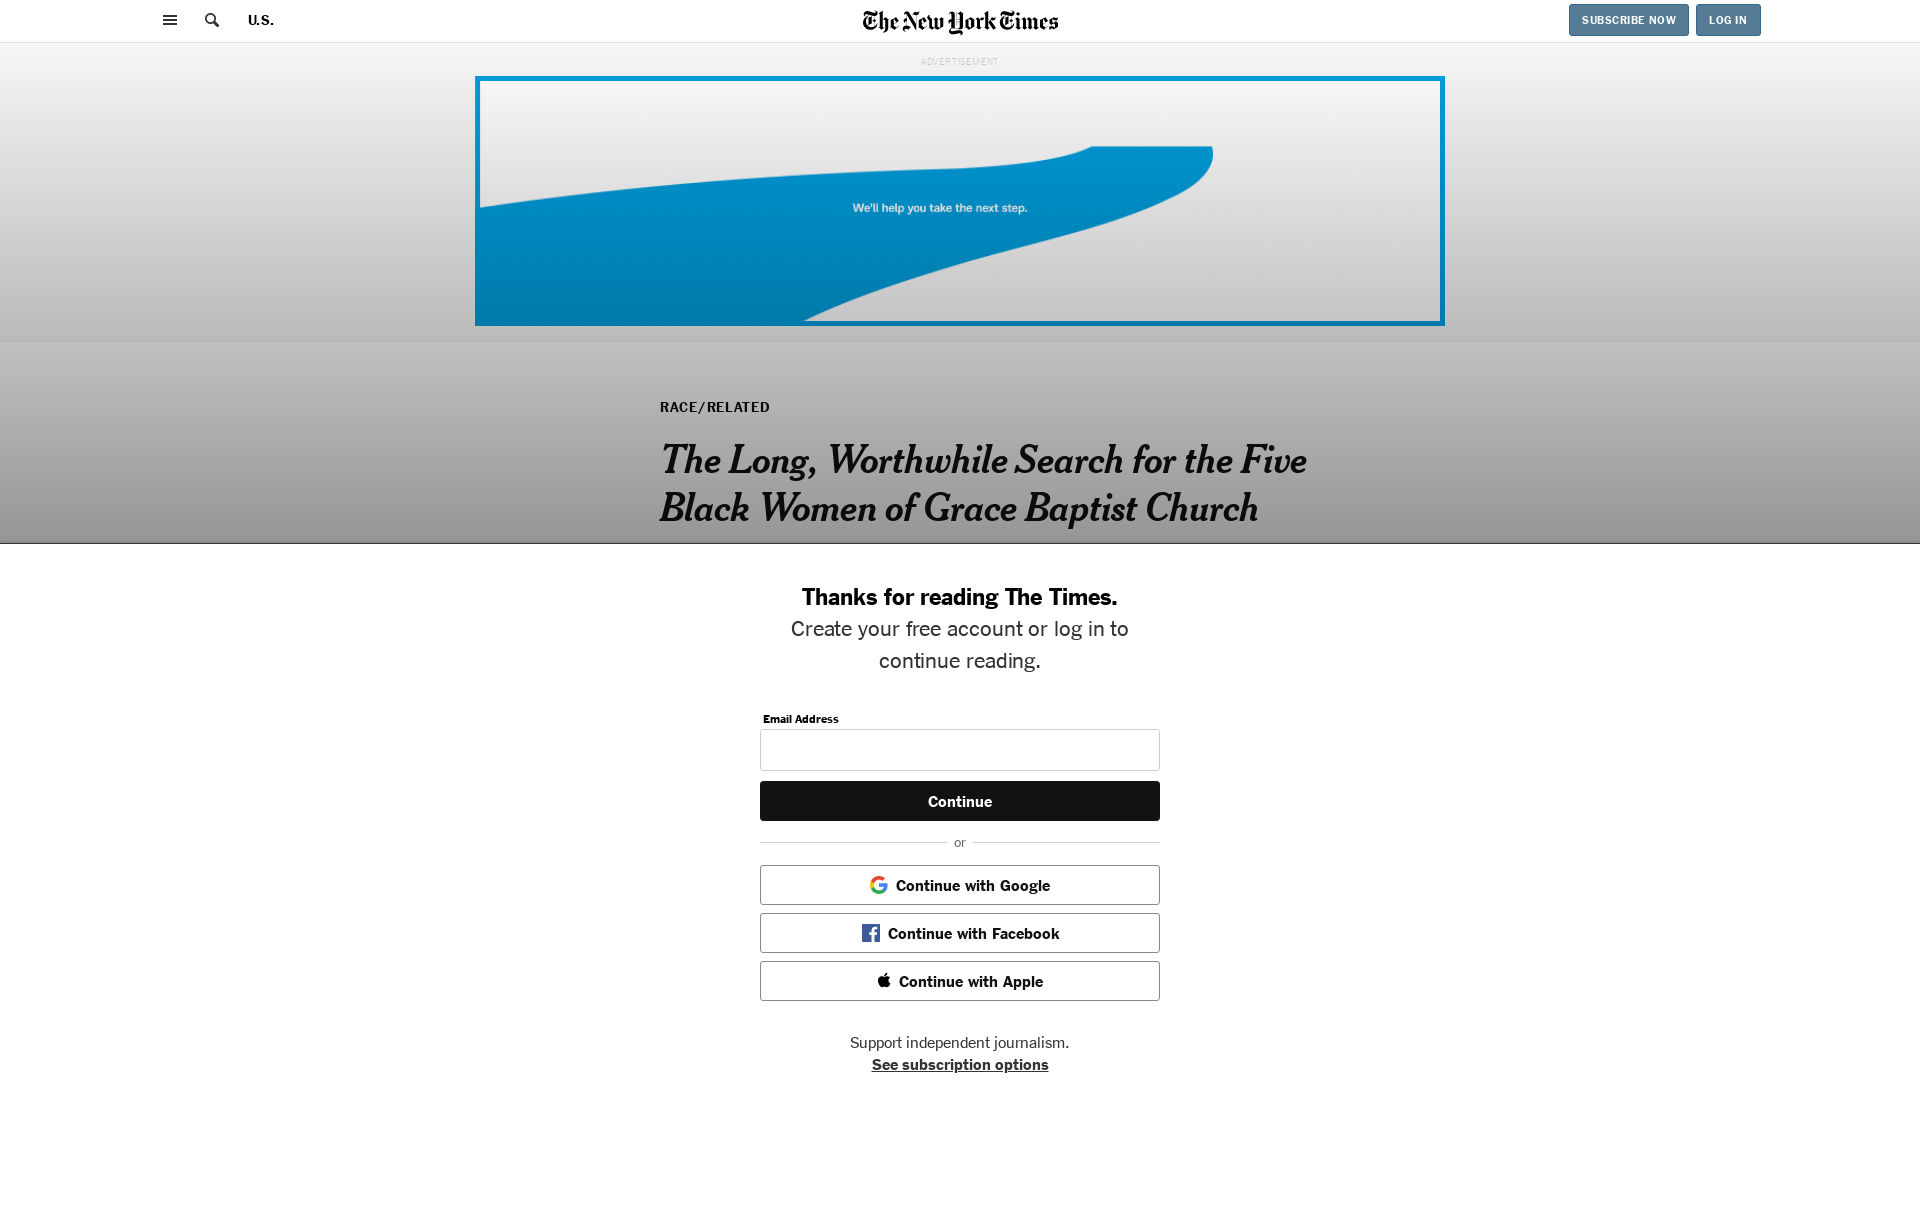 U.S.
The New York Times
SUBSCRIBE NOW
LOG IN
ADVERTISEMENT
We'll help you take the next step.
RACE/RELATED
The Long, Worthwhile Search for the Five
Black Women of Grace Baptist Church
Thanks for reading The Times.
Create your free account or log in to
continue reading.
Email Address
Continue
or
Continue with Google
Continue with Facebook
Continue with Apple
Support independent journalism.
See subscription options